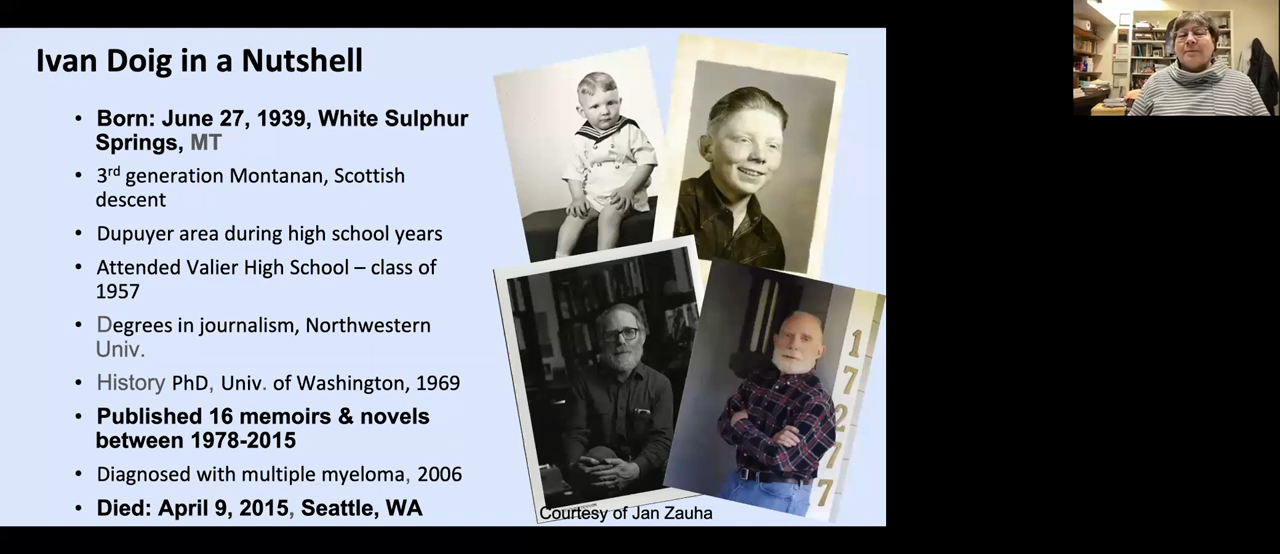 Ivan Doig in a Nutshell
• Born: June 27, 1939, White Sulphur
Springs, MT
• 3rd generation Montanan, Scottish
descent
• Dupuyer area during high school years
• Attended Valier High School – class of
1957
• Degrees in journalism, Northwestern
Univ.
• History PhD, Univ. of Washington, 1969
• Published 16 memoirs & novels
between 1978-2015
• Diagnosed with multiple myeloma, 2006
• Died: April 9, 2015, Seattle, WA
1
7
2
7
7
Courtesy of Jan Zauha